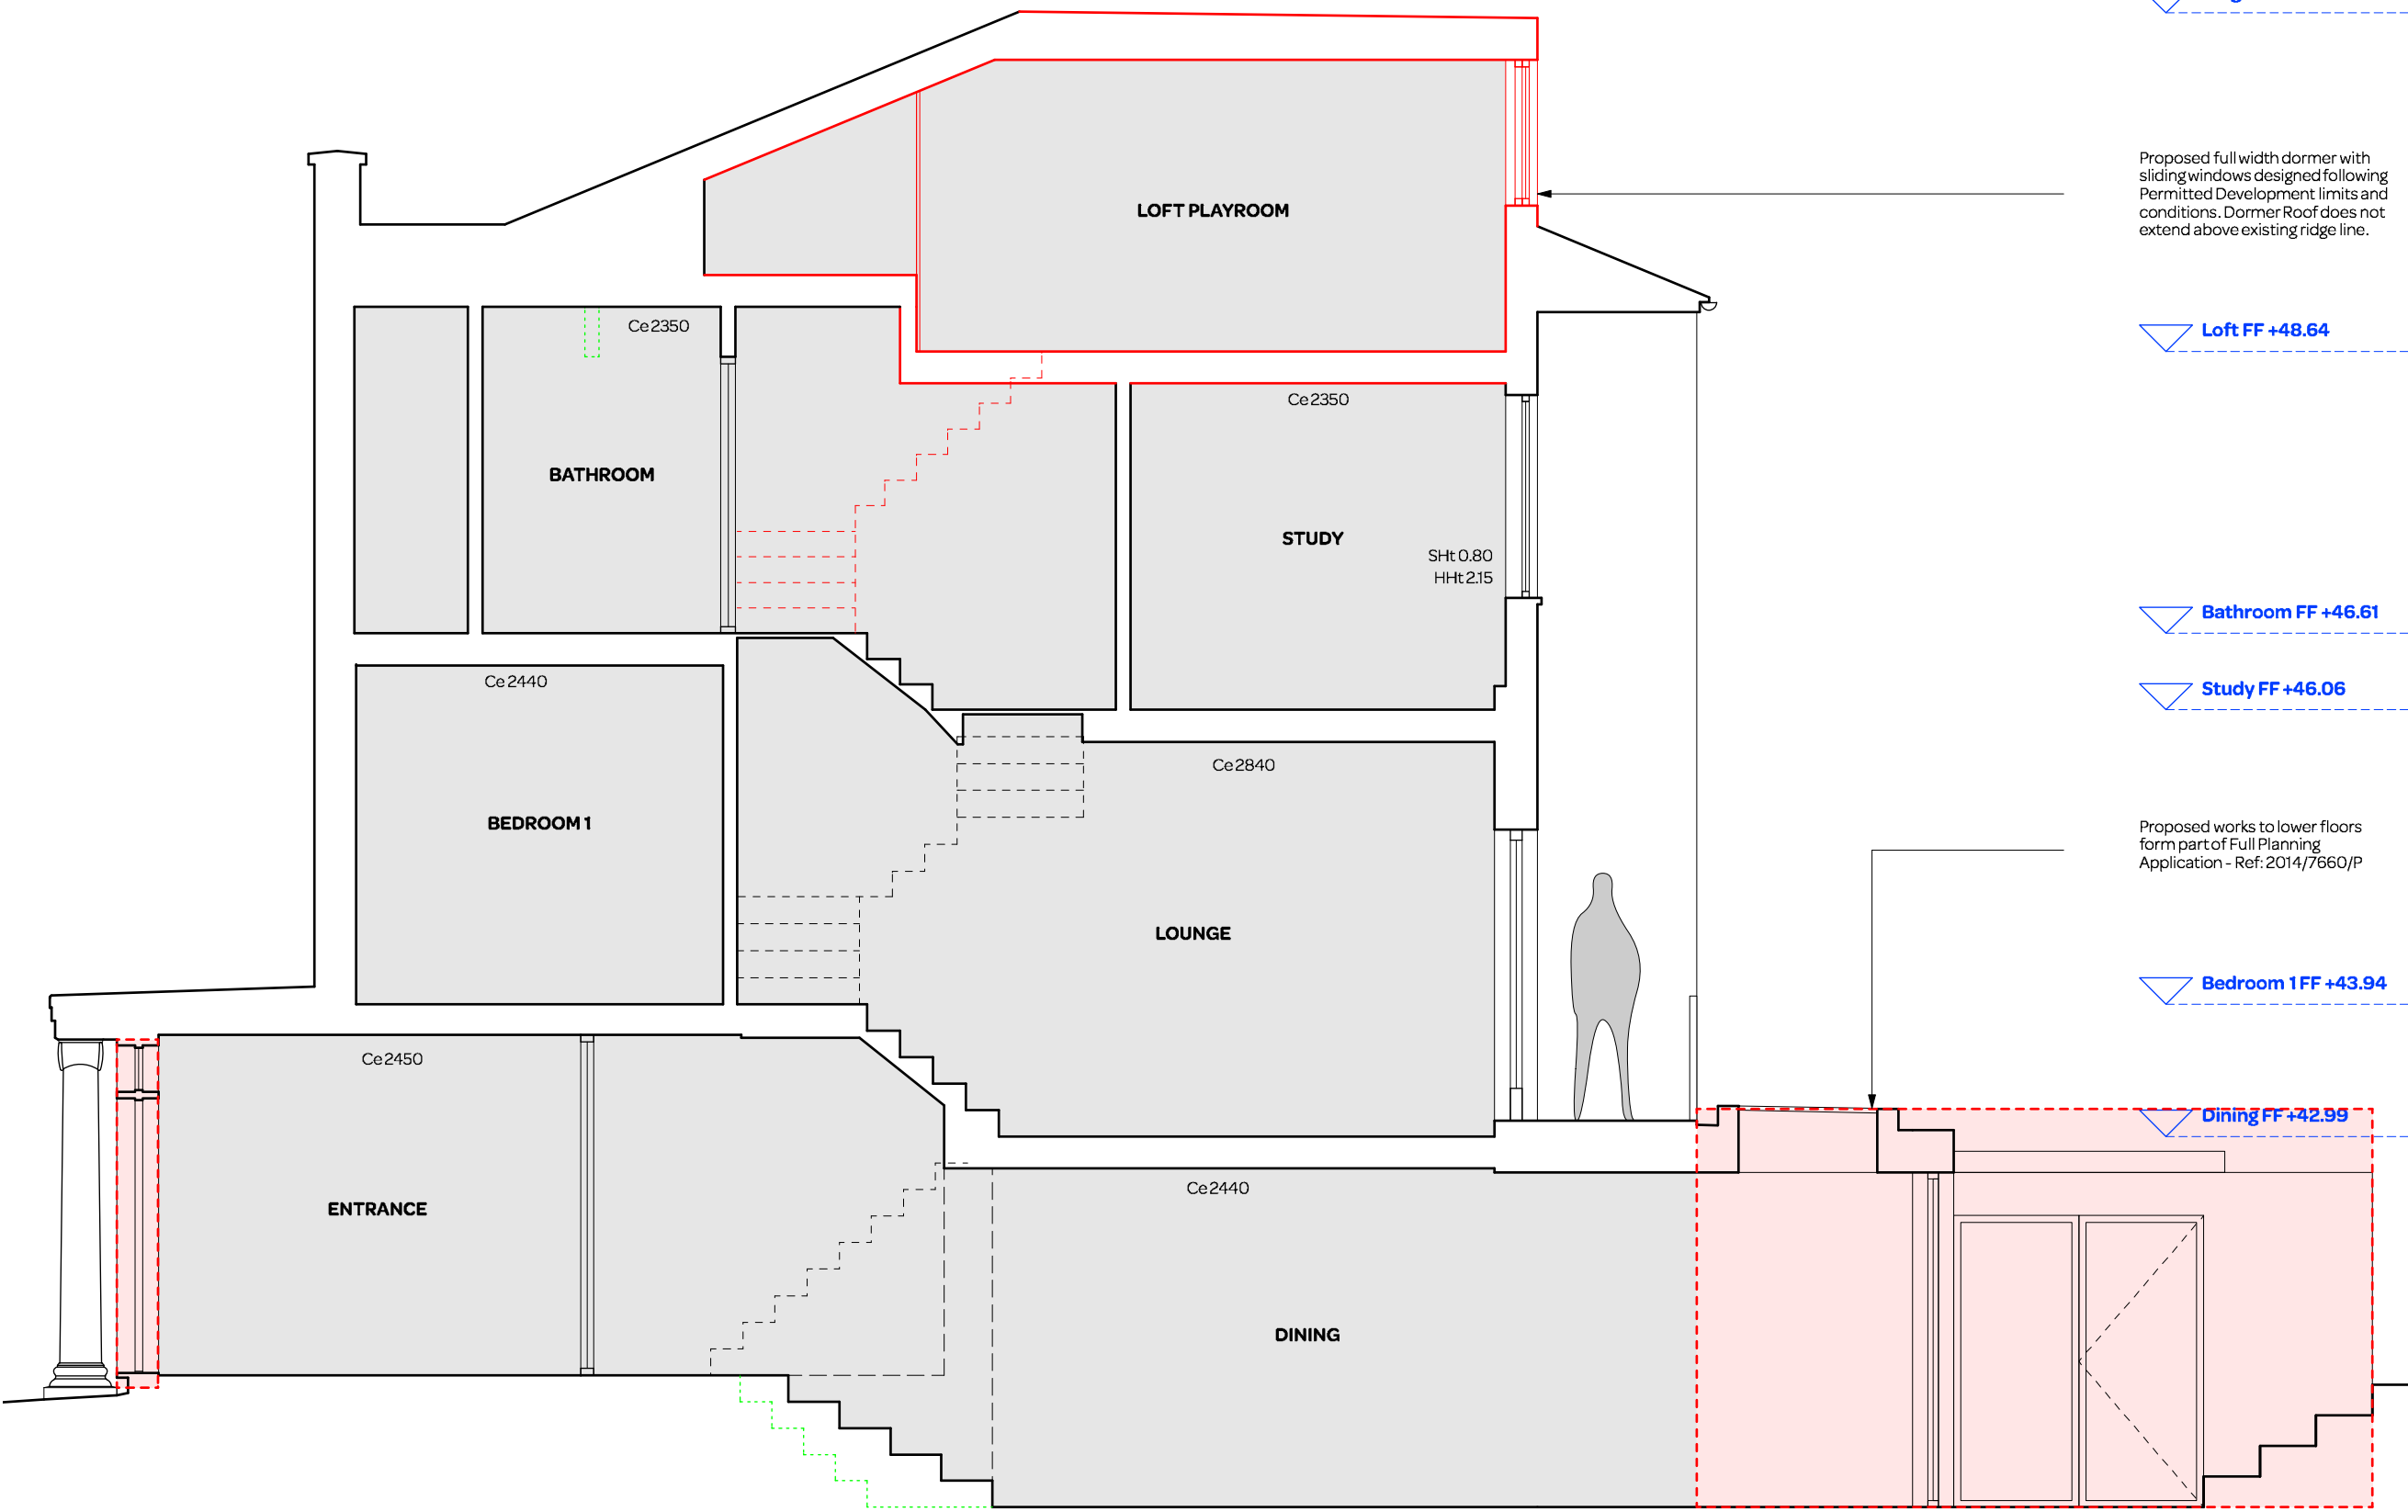 Proposed full width dormer with
sliding windows designed following
Permitted Development limits and
conditions. Dormer Roof does not
extend above existing ridge line.
LOFT PLAYROOM
Ce 2350
Loft FF +48.64
Ce 2350
BATHROOM
STUDY
SHt 0.80
HHt 2.15
Bathroom FF +46.61
Ce 2440
Study FF +46.06
Ce 2840
BEDROOM 1
Proposed works to lower floors
form part of Full Planning
Application - Ref: 2014/7660/P
LOUNGE
Bedroom 1 FF +43.94
Ce 2450
Dining FF +42.99
Ce 2440
ENTRANCE
DINING